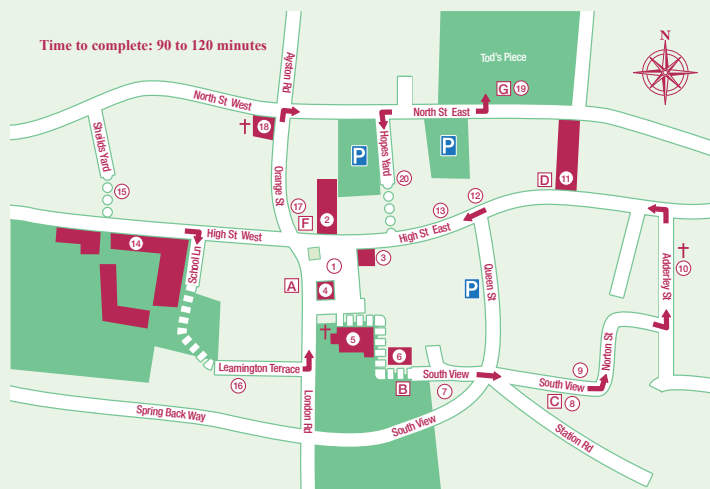 Time to complete: 90 to 120 minutes
N
Tod's Piece
Ayston Rd
North St West
G 19
North St East
18
P
P
Hopes Yard
Sheilds Yard
Orange St
15
20
D
11
12
17
F
2
13
High St West
High St East
14
School Ln
1
3
10
Adderley St
A
4
P
Queen St
5
6
Norton St
9
Leamington Terrace
South View
South View
16
B
7
C
8
London Rd
Spring Back Way
South View
Station Rd